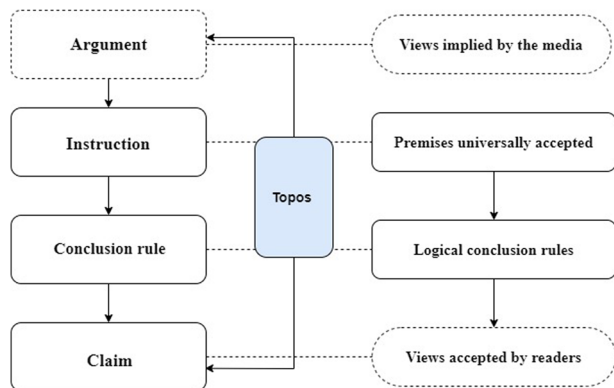 Argument
Views implied by the media
Instruction
Premises universally accepted
Topos
Conclusion rule
Logical conclusion rules
Claim
Views accepted by readers